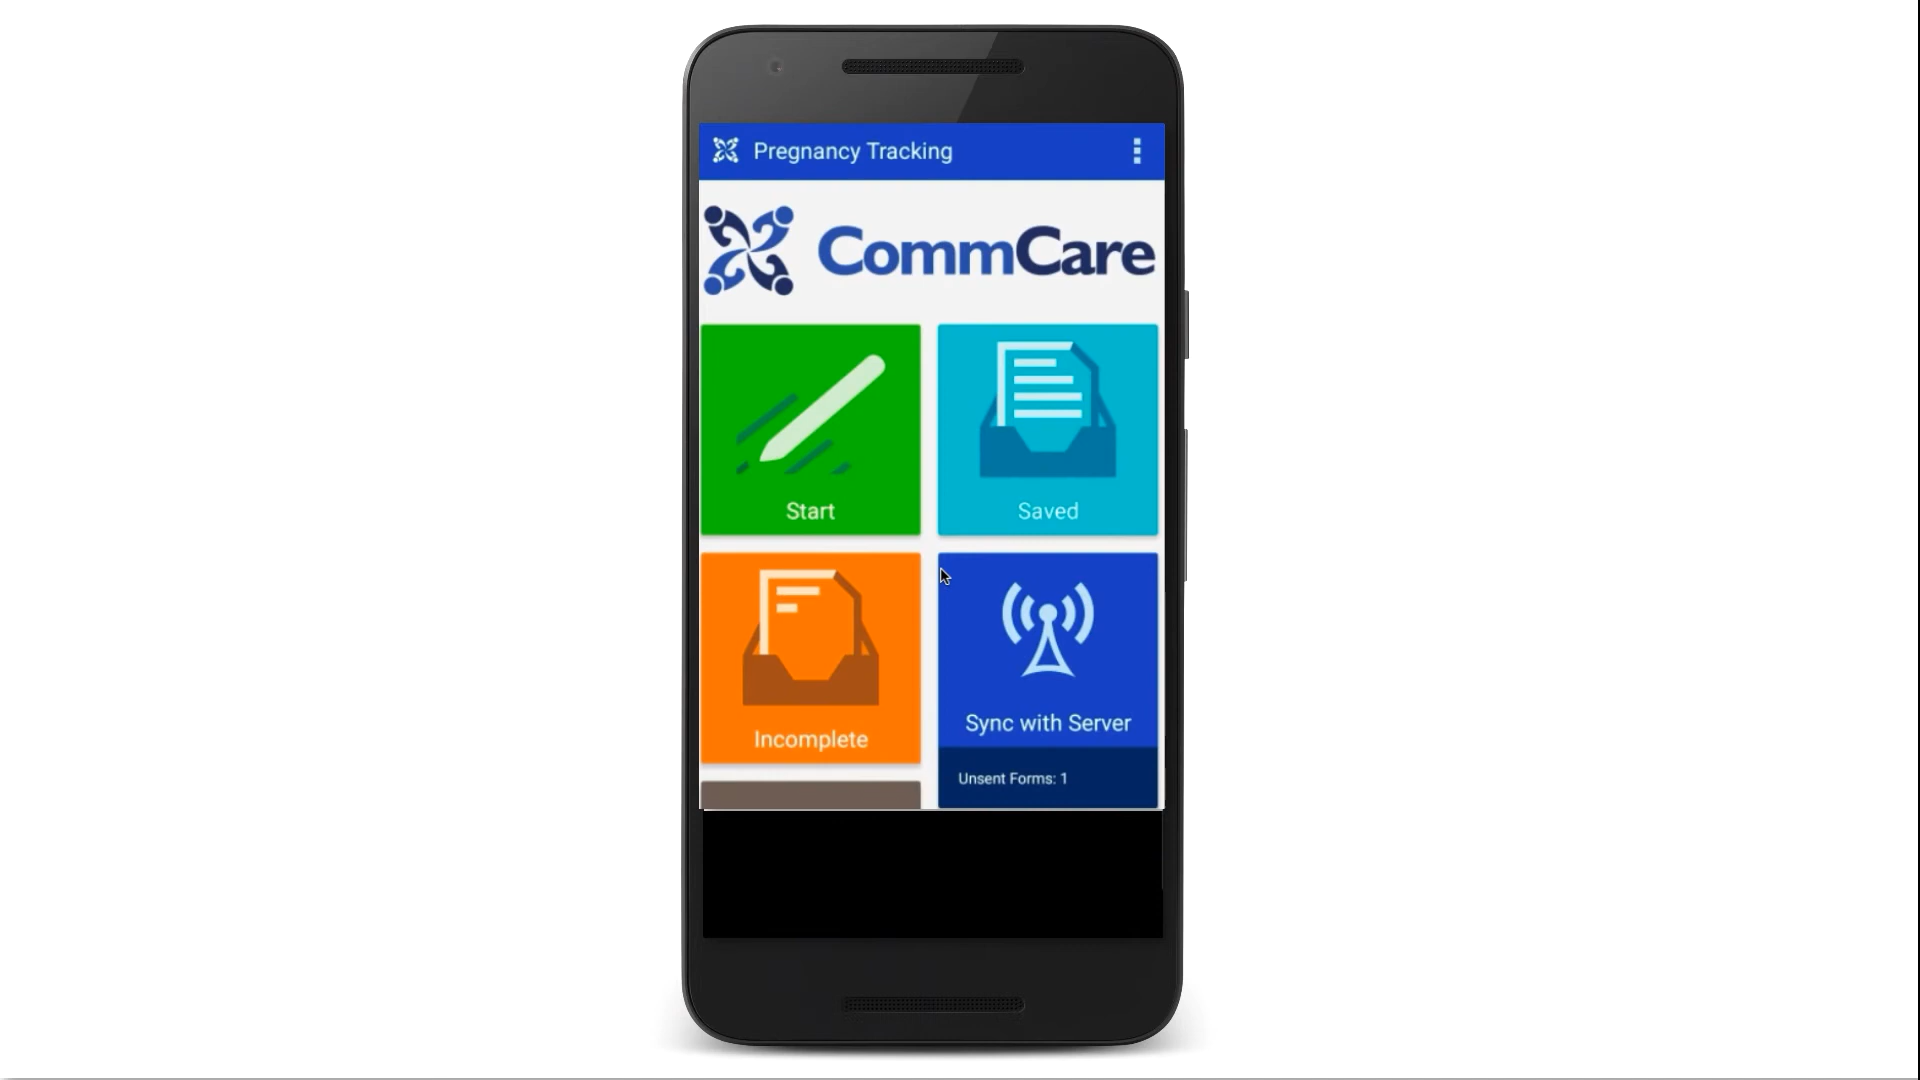 Pregnancy Tracking
CommCare
Start
Saved
Incomplete
Sync with Server
Unsent Forms: 1